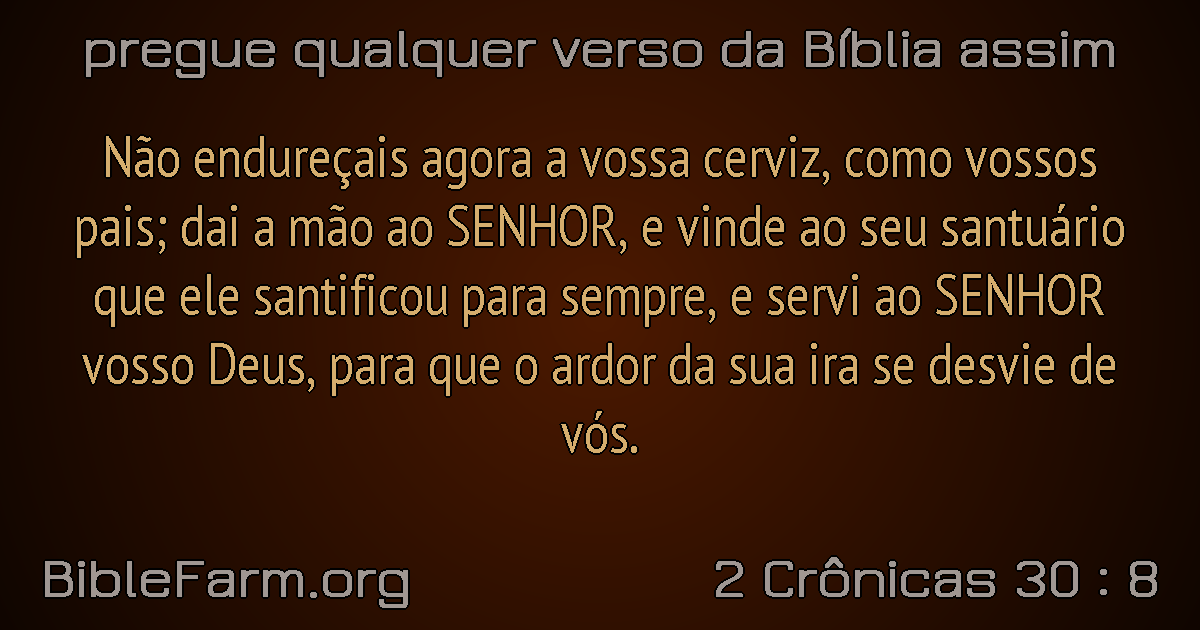 pregue qualquer verso da Bíblia assim
Não endureçais agora a vossa cerviz, como vossos
pais; dai a mão ao SENHOR, e vinde ao seu santuário
que ele santificou para sempre, e servi ao SENHOR
vosso Deus, para que o ardor da sua ira se desvie de
vós.
BibleFarm.org
2 Crônicas 30 : 8